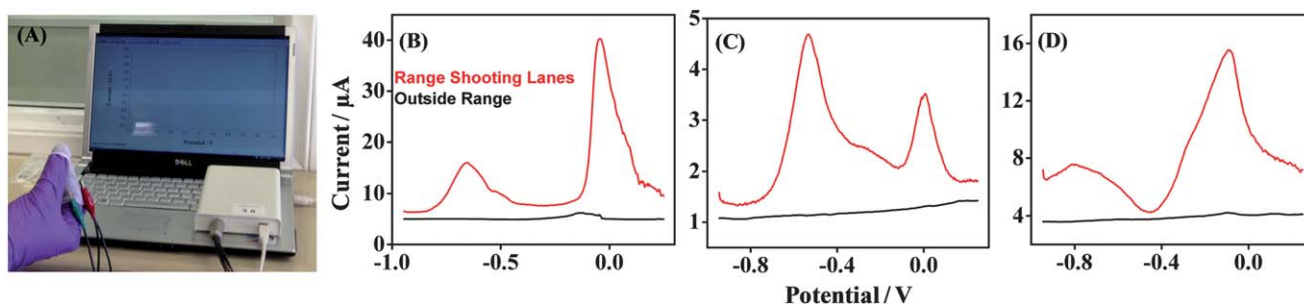 (A)
Potential / V
DELL
(B)
Range Shooting Lanes
Outside Range
Current / µA
40
30
20
10
0
-1.0
-0.5
0.0
(C)
5
4
3
2
1
-0.8
-0.4
0.0
(D)
16
12
8
4
-0.8
-0.4
0.0
Potential / V